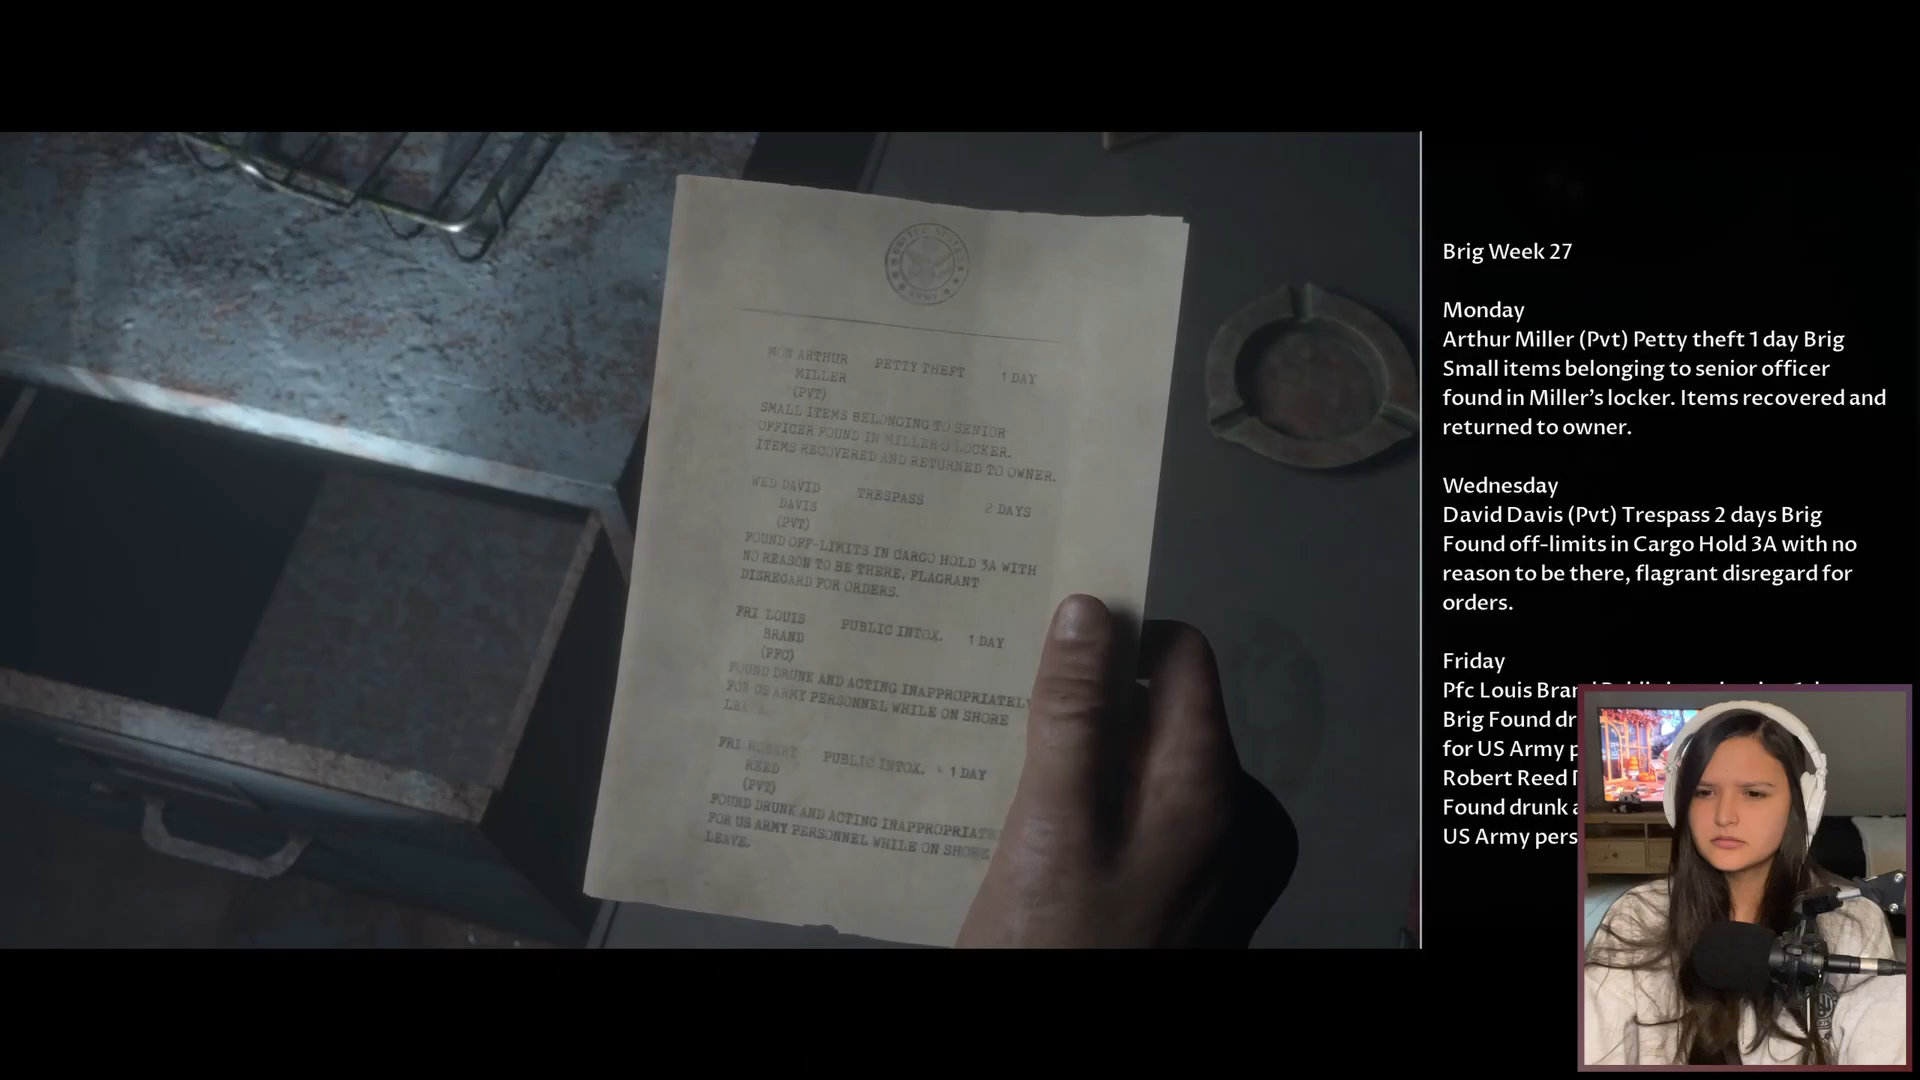 UNITED STATES
ARMY
MON ARTHUR PETTY THEFT 1 DAY
MILLER
(PVT)
SMALL ITEMS BELONGING TO SENIOR
OFFICER FOUND IN MILLER'S LOCKER.
ITEMS RECOVERED AND RETURNED TO OWNER.
WED DAVID TRESPASS 2 DAYS
DAVIS
(PVT)
FOUND OFF-LIMITS IN CARGO HOLD 3A WITH
NO REASON TO BE THERE, FLAGRANT
DISREGARD FOR ORDERS.
FRI LOUIS PUBLIC INTOX. 1 DAY
BRAND
(PFC)
FOUND DRUNK AND ACTING INAPPROPRIATELY
FOR US ARMY PERSONNEL WHILE ON SHORE
LEAVE.
FRI ROBERT PUBLIC INTOX. 1 DAY
REED
(PVT)
FOUND DRUNK AND ACTING INAPPROPRIATE
FOR US ARMY PERSONNEL WHILE ON SHORE
LEAVE.
Brig Week 27
Monday
Arthur Miller (Pvt) Petty theft 1 day Brig
Small items belonging to senior officer
found in Miller’s locker. Items recovered and
returned to owner.
Wednesday
David Davis (Pvt) Trespass 2 days Brig
Found off-limits in Cargo Hold 3A with no
reason to be there, flagrant disregard for
orders.
Friday
Pfc Louis Brand
Brig Found dr
for US Army p
Robert Reed
Found drunk a
US Army pers